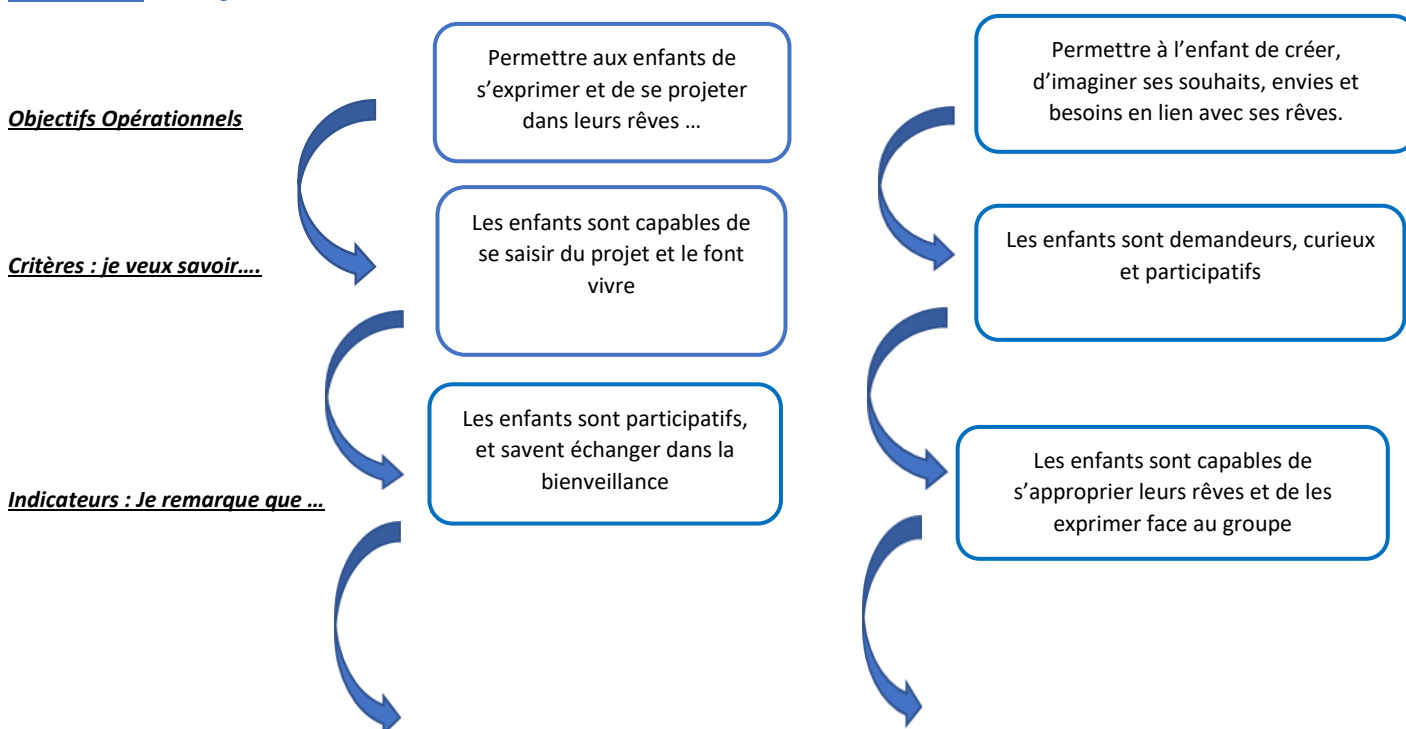 Permettre aux enfants de
s’exprimer et de se projeter
dans leurs rêves …
Permettre à l’enfant de créer,
d’imaginer ses souhaits, envies et
besoins en lien avec ses rêves.
Objectifs Opérationnels
Les enfants sont capables de
se saisir du projet et le font
vivre
Les enfants sont demandeurs, curieux
et participatifs
Critères : je veux savoir….
Les enfants sont participatifs,
et savent échanger dans la
bienveillance
Les enfants sont capables de
s’approprier leurs rêves et de les
exprimer face au groupe
Indicateurs : Je remarque que …